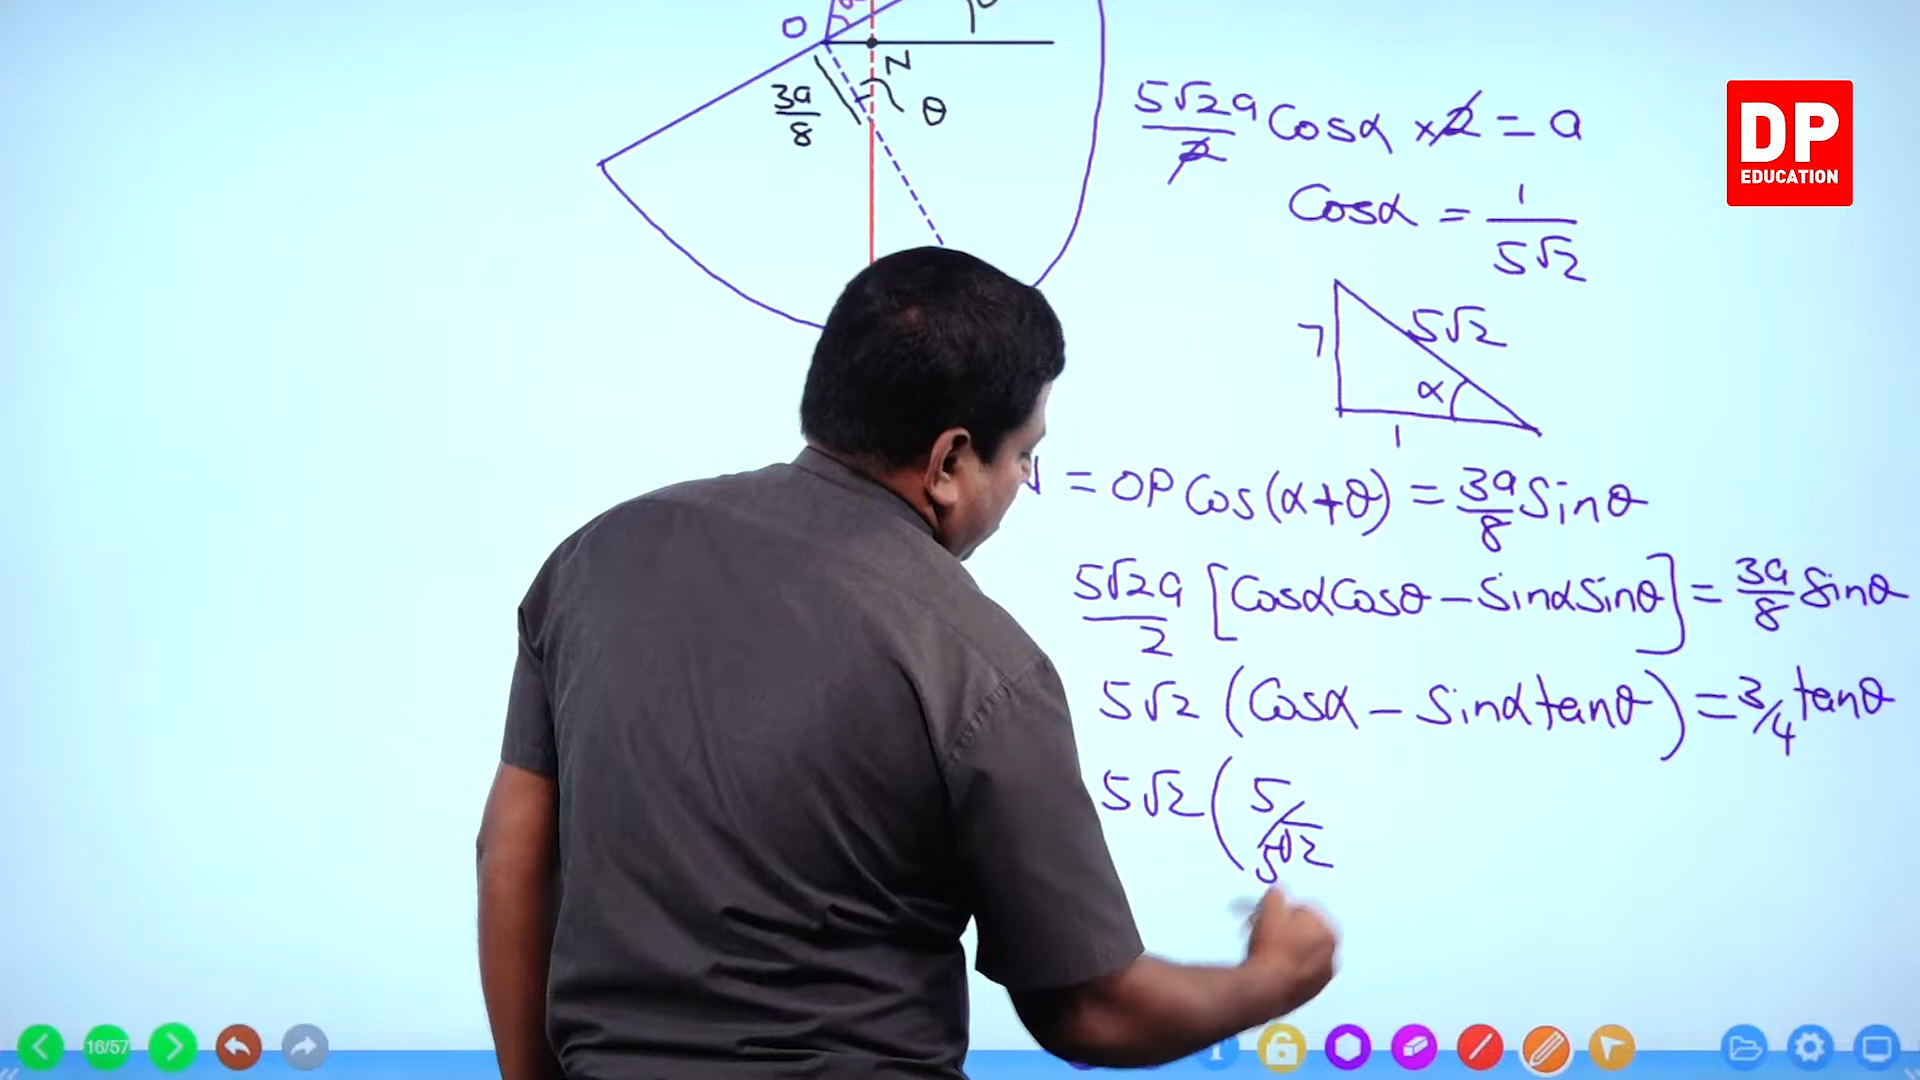 O
N
3a/8
θ
5√2a/2 Cosα ×2 = a
Cosα = 1/5√2
7
5√2
α
1
= OP Cos(α+θ) = 3a/8 Sinθ
5√2a/2 [CosαCosθ – SinαSinθ] = 3a/8 Sinθ
5√2 (Cosα – Sinαtanθ) = 3/4 tanθ
5√2 ( 5/5√2
DP
EDUCATION
16/57